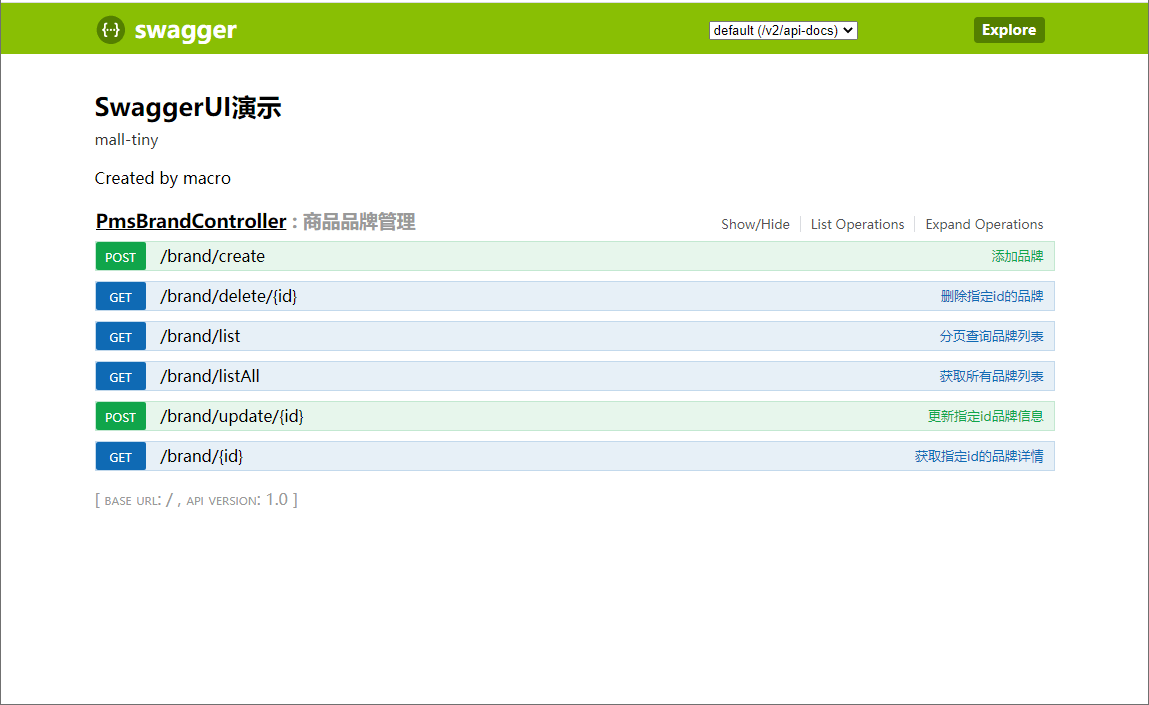 {··} swagger default (/v2/api-docs) Explore
SwaggerUI演示
mall-tiny
Created by macro
PmsBrandController : 商品品牌管理 Show/Hide List Operations Expand Operations
POST /brand/create 添加品牌
GET /brand/delete/{id} 删除指定id的品牌
GET /brand/list 分页查询品牌列表
GET /brand/listAll 获取所有品牌列表
POST /brand/update/{id} 更新指定id品牌信息
GET /brand/{id} 获取指定id的品牌详情
[ BASE URL: / , API VERSION: 1.0 ]